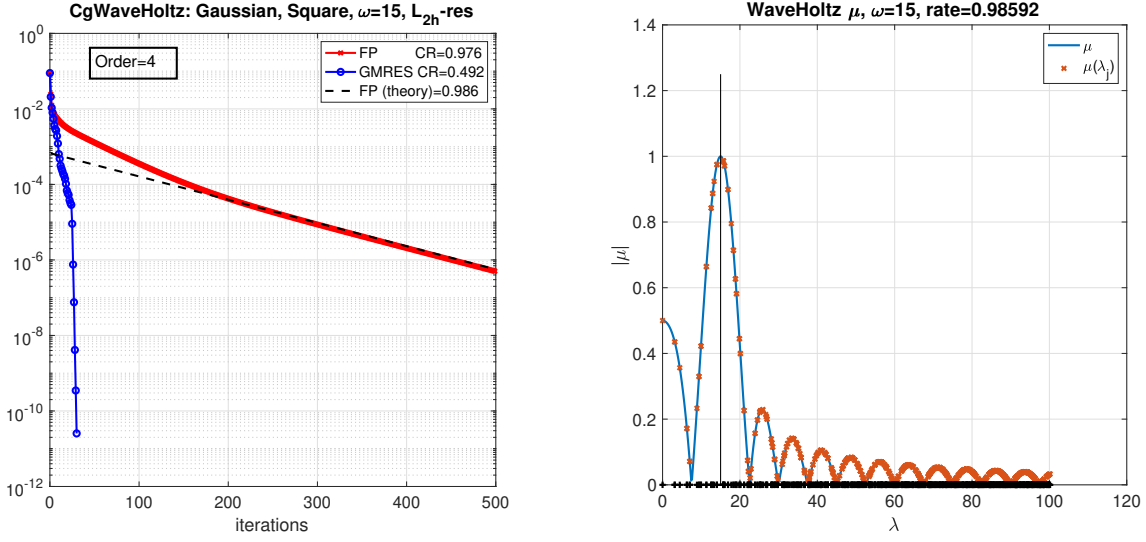 CgWaveHoltz: Gaussian, Square, ω=15, L₂ₕ-res
10⁰
10⁻²
10⁻⁴
10⁻⁶
10⁻⁸
10⁻¹⁰
10⁻¹²
Order=4
FP CR=0.976
GMRES CR=0.492
FP (theory)=0.986
0 100 200 300 400 500
iterations
WaveHoltz μ, ω=15, rate=0.98592
|μ|
1.4
1.2
1
0.8
0.6
0.4
0.2
0
μ
μ(λⱼ)
0 20 40 60 80 100 120
λ